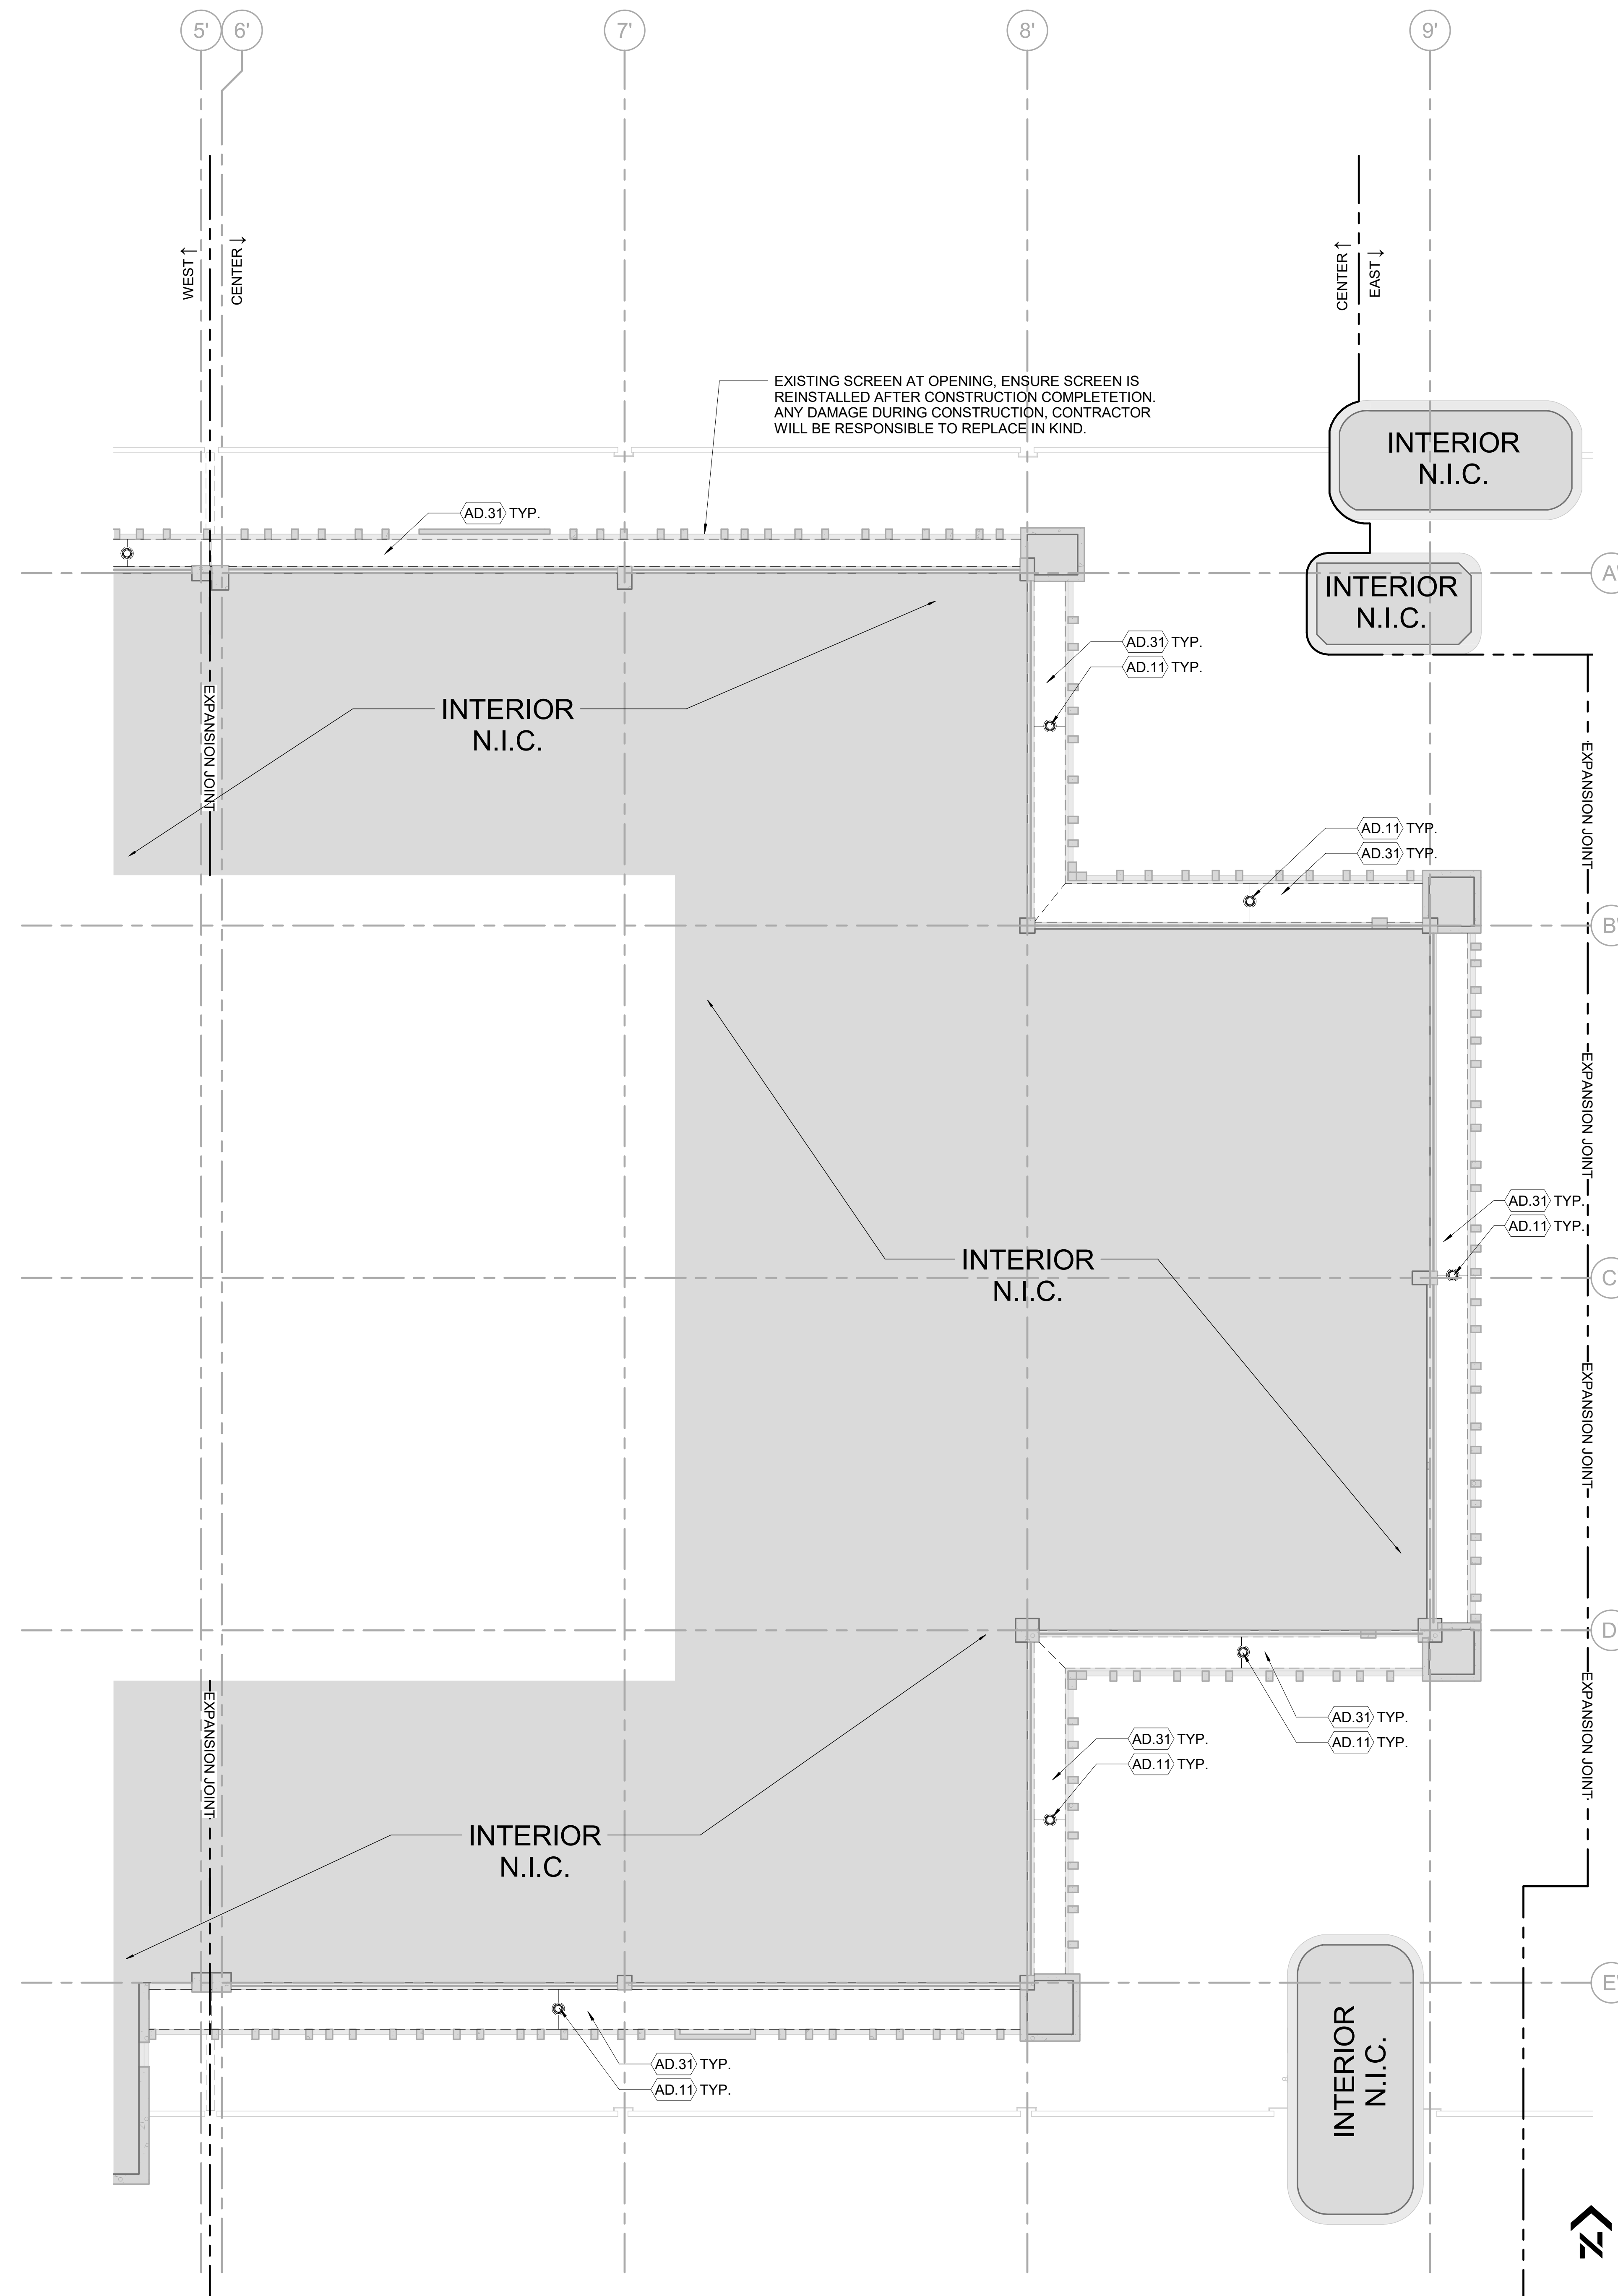 5'
6'
7'
8'
9'
WEST
CENTER
CENTER
EAST
EXISTING SCREEN AT OPENING, ENSURE SCREEN IS
REINSTALLED AFTER CONSTRUCTION COMPLETETION.
ANY DAMAGE DURING CONSTRUCTION, CONTRACTOR
WILL BE RESPONSIBLE TO REPLACE IN KIND.
INTERIOR
N.I.C.
AD.31 TYP.
A'
INTERIOR
N.I.C.
AD.31 TYP.
AD.11 TYP.
INTERIOR
N.I.C.
EXPANSION JOINT
EXPANSION JOINT
AD.11 TYP.
AD.31 TYP.
B'
EXPANSION JOINT
AD.31 TYP.
AD.11 TYP.
INTERIOR
N.I.C.
C
EXPANSION JOINT
D
AD.31 TYP.
AD.11 TYP.
AD.31 TYP.
AD.11 TYP.
EXPANSION JOINT
EXPANSION JOINT
INTERIOR
N.I.C.
E'
AD.31 TYP.
AD.11 TYP.
INTERIOR
N.I.C.
N